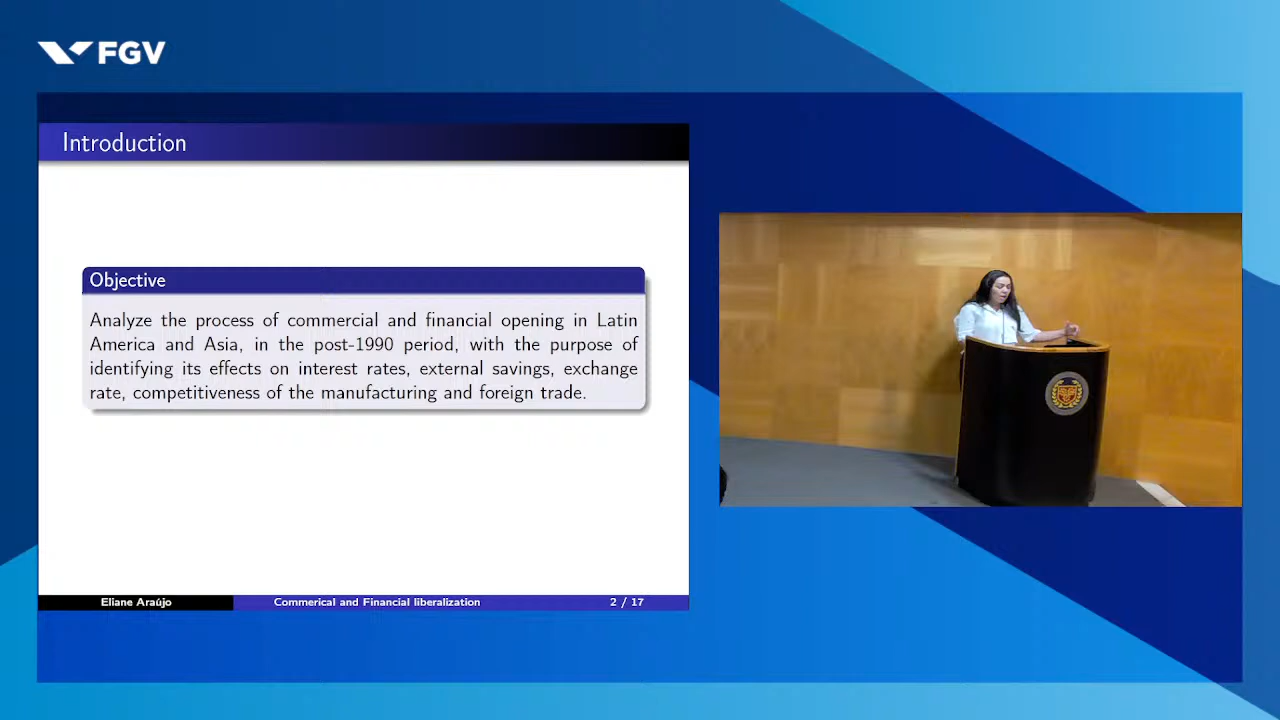 FGV
Introduction
Objective
Analyze the process of commercial and financial opening in Latin
America and Asia, in the post-1990 period, with the purpose of
identifying its effects on interest rates, external savings, exchange
rate, competitiveness of the manufacturing and foreign trade.
Eliane Araújo
Commerical and Financial liberalization
2 / 17